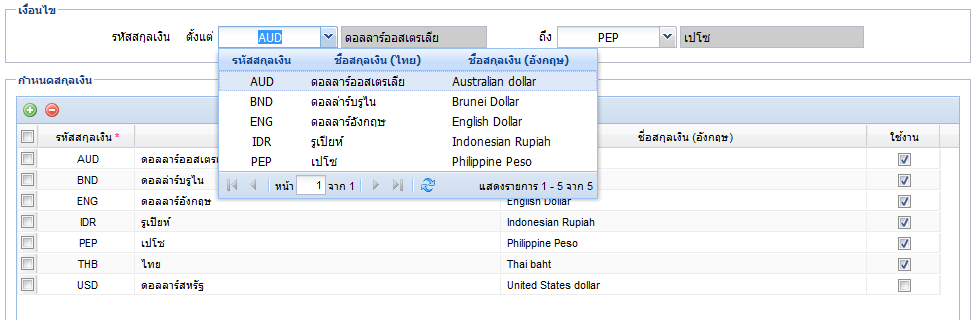 เงื่อนไข
รหัสสกุลเงิน ตั้งแต่ AUD ดอลลาร์ออสเตรเลีย ถึง PEP เปโซ
รหัสสกุลเงิน ชื่อสกุลเงิน (ไทย) ชื่อสกุลเงิน (อังกฤษ)
AUD ดอลลาร์ออสเตรเลีย Australian dollar
BND ดอลล่าร์บรูไน Brunei Dollar
ENG ดอลลาร์อังกฤษ English Dollar
IDR รูเปียห์ Indonesian Rupiah
PEP เปโซ Philippine Peso
หน้า 1 จาก 1 แสดงรายการ 1 - 5 จาก 5
กำหนดสกุลเงิน
รหัสสกุลเงิน * ชื่อสกุลเงิน (อังกฤษ) ใช้งาน
AUD ดอลลาร์ออสเตร
BND ดอลล่าร์บรูไน
ENG ดอลลาร์อังกฤษ English Dollar
IDR รูเปียห์ Indonesian Rupiah
PEP เปโซ Philippine Peso
THB ไทย Thai baht
USD ดอลลาร์สหรัฐ United States dollar